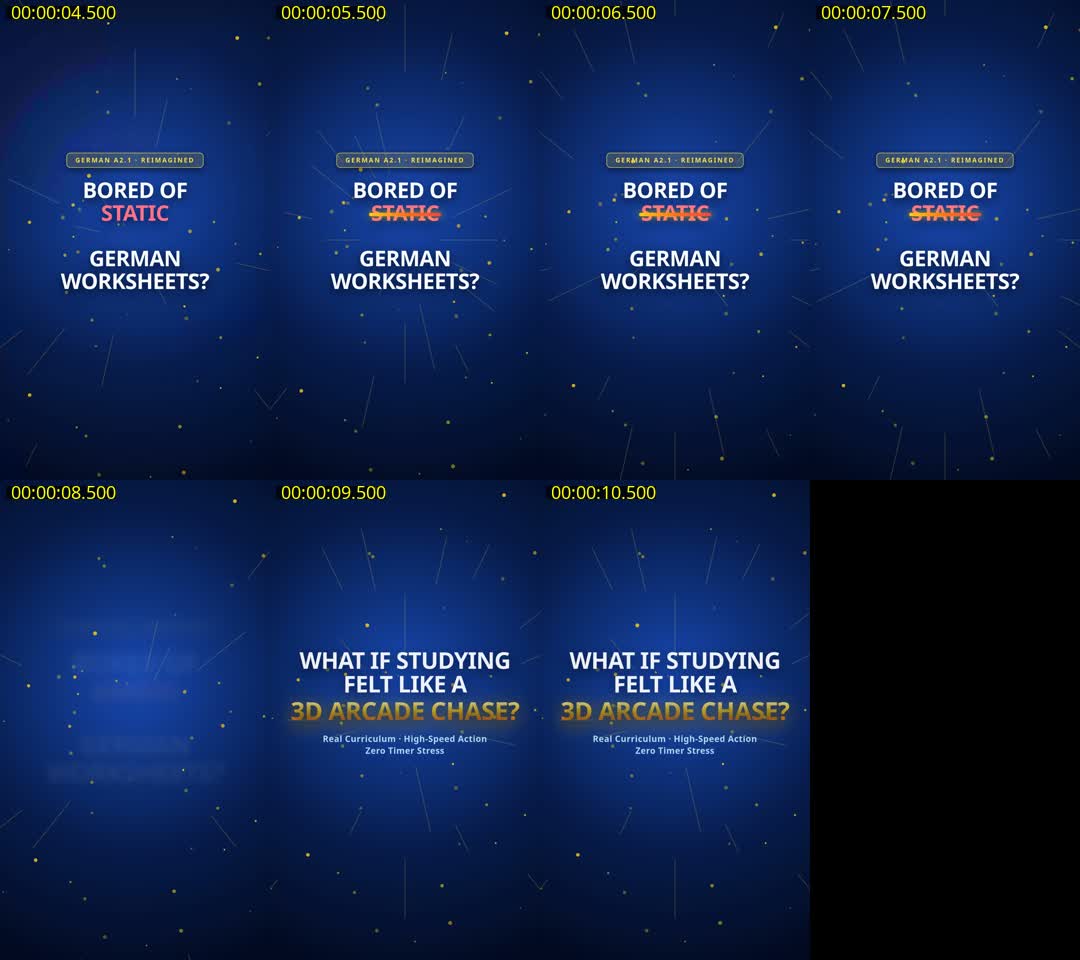 00:00:04.500
GERMAN A2.1 · REIMAGINED
BORED OF
STATIC
GERMAN
WORKSHEETS?
00:00:05.500
GERMAN A2.1 · REIMAGINED
BORED OF
STATIC
GERMAN
WORKSHEETS?
00:00:06.500
GERMAN A2.1 · REIMAGINED
BORED OF
STATIC
GERMAN
WORKSHEETS?
00:00:07.500
GERMAN A2.1 · REIMAGINED
BORED OF
STATIC
GERMAN
WORKSHEETS?
00:00:08.500
GERMAN
WORKSHEETS?
00:00:09.500
WHAT IF STUDYING
FELT LIKE A
3D ARCADE CHASE?
Real Curriculum · High-Speed Action
Zero Timer Stress
00:00:10.500
WHAT IF STUDYING
FELT LIKE A
3D ARCADE CHASE?
Real Curriculum · High-Speed Action
Zero Timer Stress